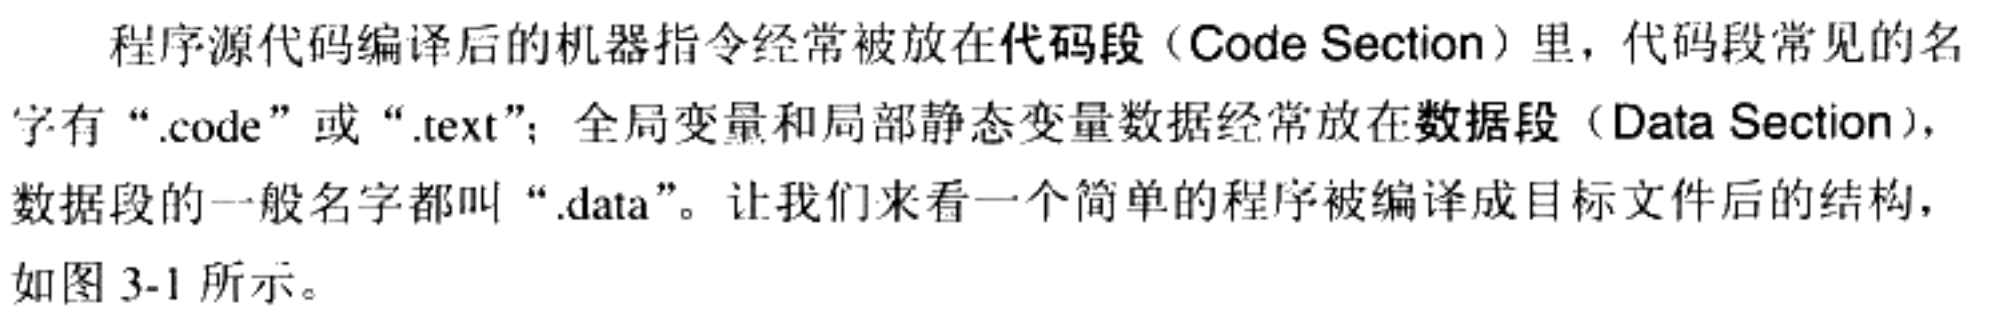 程序源代码编译后的机器指令经常被放在代码段（Code Section）里，代码段常见的名
字有“.code”或“.text”；全局变量和局部静态变量数据经常放在数据段（Data Section），
数据段的一般名字都叫“.data”。让我们来看一个简单的程序被编译成目标文件后的结构，
如图 3-1 所示。